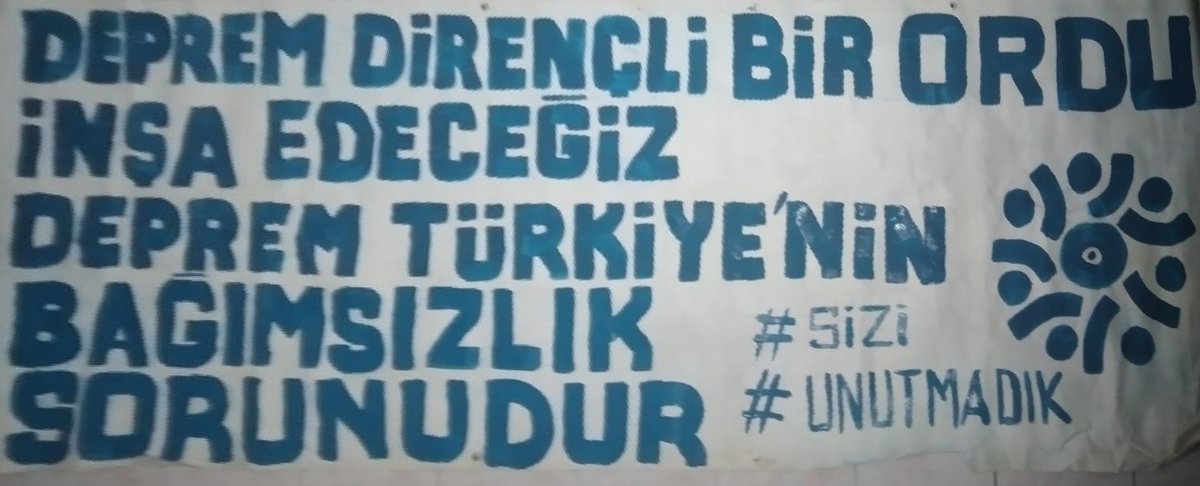 DEPREM DİRENÇLİ BİR ORDU
İNŞA EDECEĞİZ
DEPREM TÜRKİYE'NİN
BAĞIMSIZLIK
SORUNUDUR
#SİZİ
#UNUTMADIK